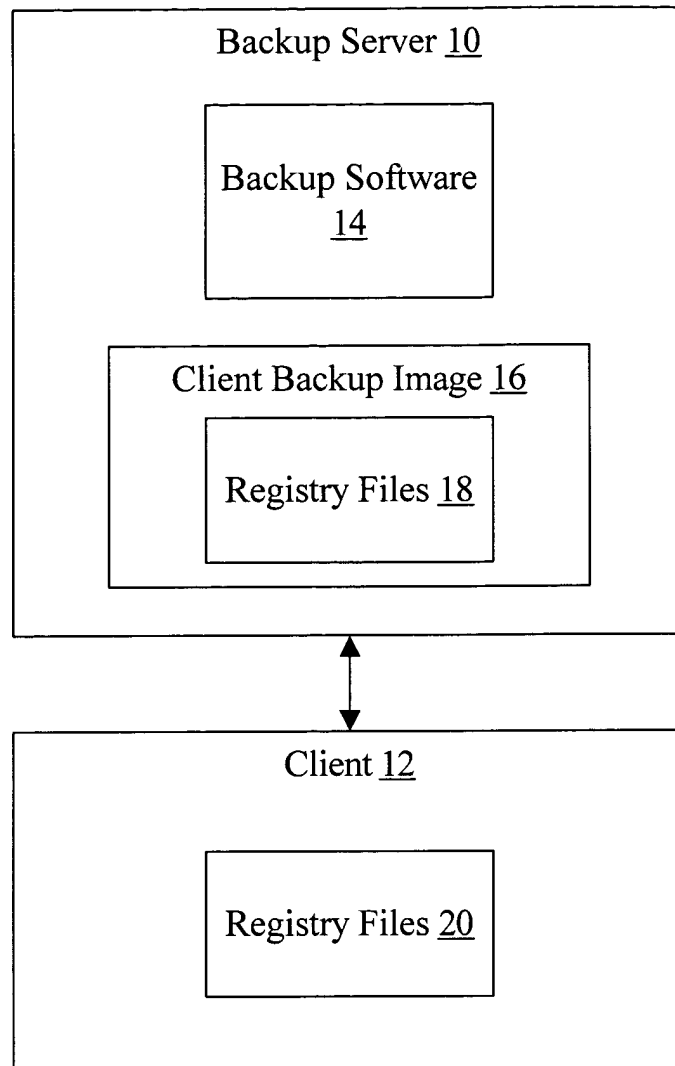 Backup Server 10
Backup Software
14
Client Backup Image 16
Registry Files 18
Client 12
Registry Files 20